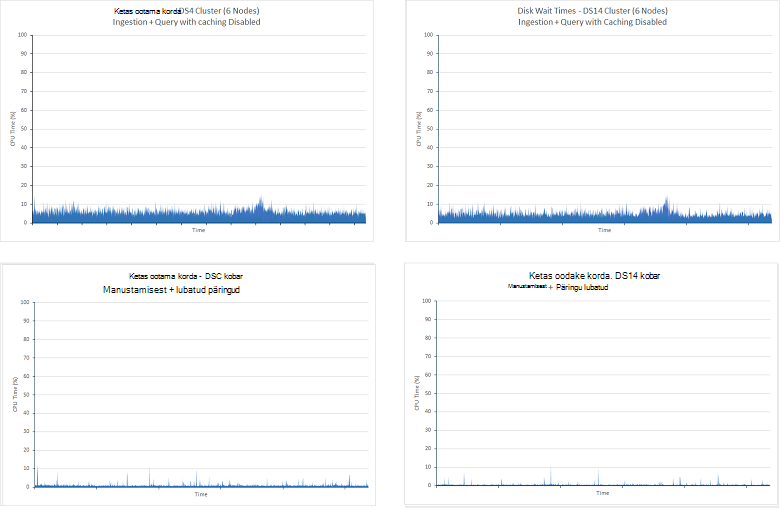 Ketas ootama korda DS4 Cluster (6 Nodes)
Ingestion + Query with caching Disabled
100
90
80
70
60
50
40
30
20
10
0
CPU Time (%)
Time
Disk Wait Times - DS14 Cluster (6 Nodes)
Ingestion + Query with Caching Disabled
100
90
80
70
60
50
40
30
20
10
0
CPU Time (%)
Time
Ketas ootama korda - DSC kobar
Manustamisest + lubatud päringud
100
90
80
70
60
50
40
30
20
10
0
CPU Time (%)
Time
Ketas oodake korda. DS14 kobar
Manustamisest + Päringu lubatud
100
90
80
70
60
50
40
30
20
10
0
CPU Time (%)
Time